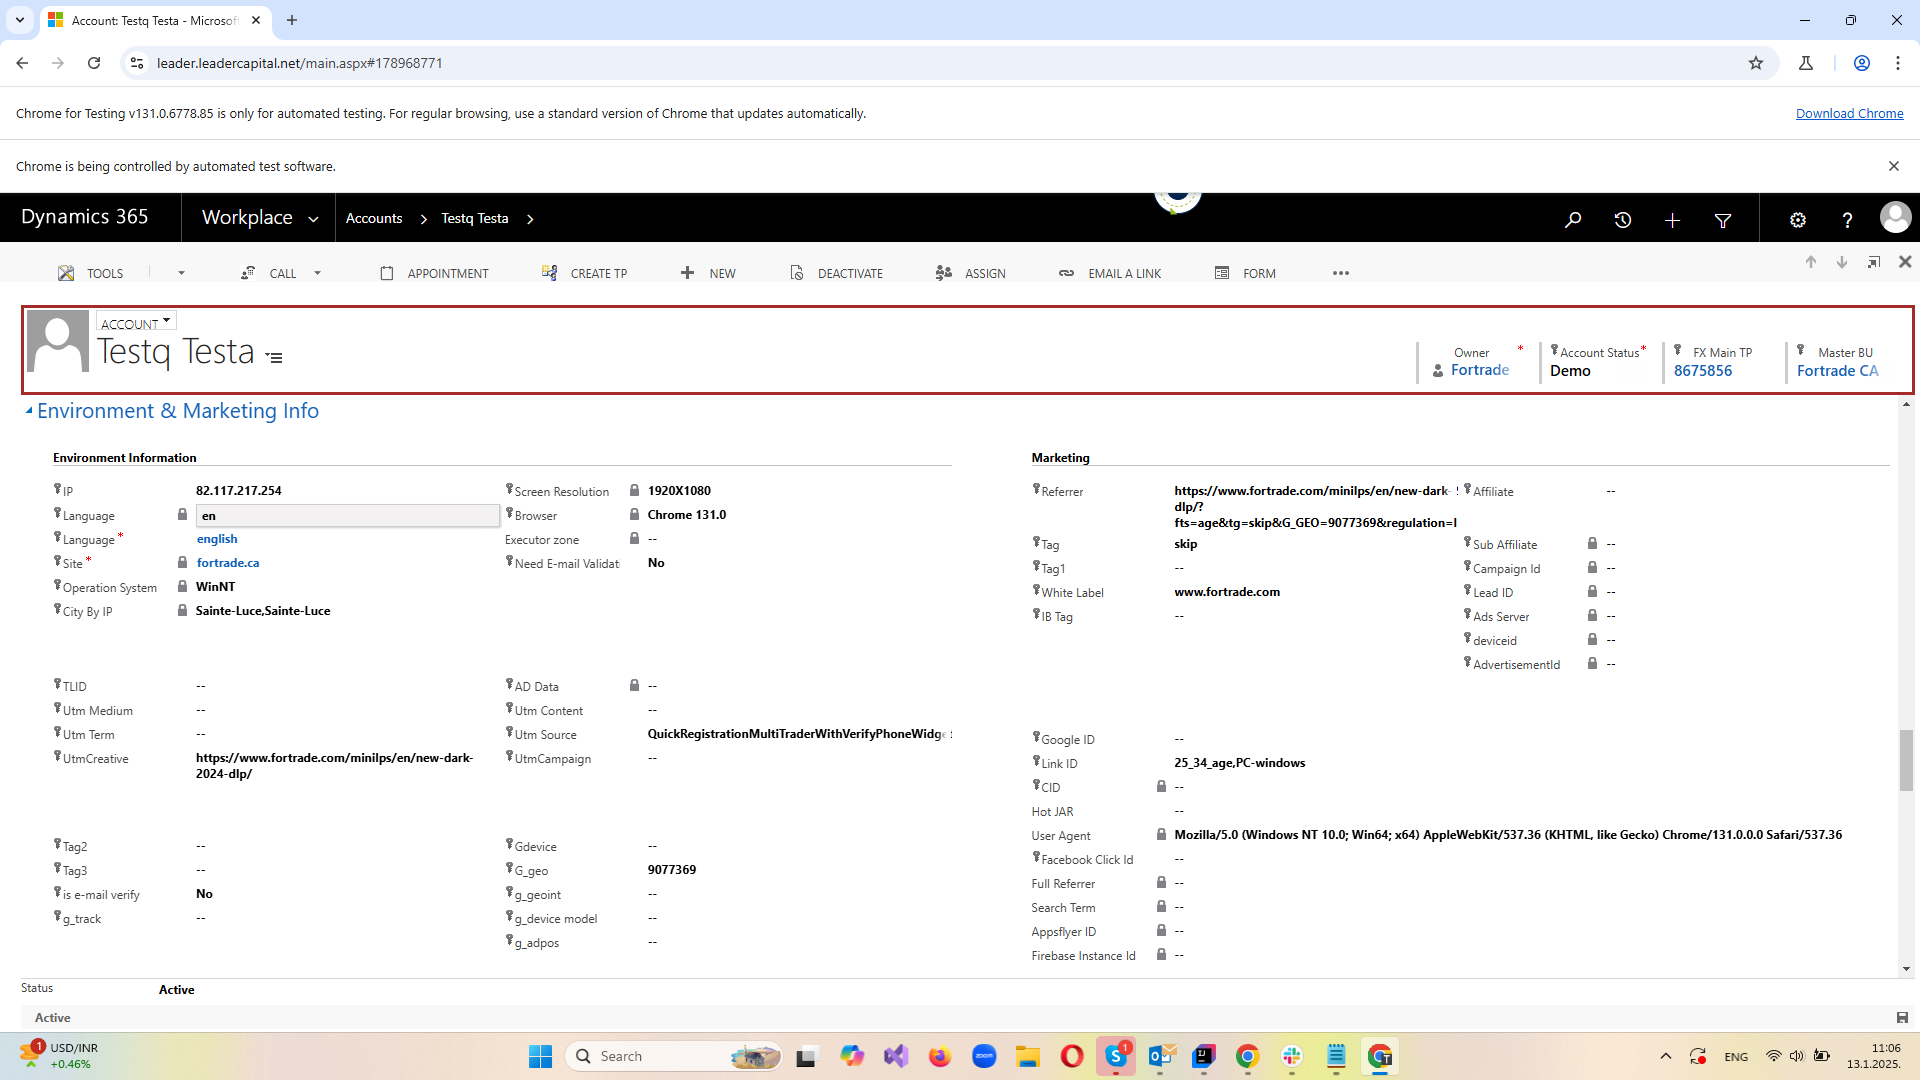 Account: Testq Testa - Microsof
leader.leadercapital.net/main.aspx#178968771
Chrome for Testing v131.0.6778.85 is only for automated testing. For regular browsing, use a standard version of Chrome that updates automatically.
Download Chrome
Chrome is being controlled by automated test software.
Dynamics 365
Workplace
Accounts
Testq Testa
TOOLS
CALL
APPOINTMENT
CREATE TP
NEW
DEACTIVATE
ASSIGN
EMAIL A LINK
FORM
ACCOUNT
Testq Testa
Owner *
Fortrade
Account Status *
Demo
FX Main TP
8675856
Master BU
Fortrade CA
Environment & Marketing Info
Environment Information
IP 82.117.217.254
Language en
Language * english
Site * fortrade.ca
Operation System WinNT
City By IP Sainte-Luce,Sainte-Luce
Screen Resolution 1920X1080
Browser Chrome 131.0
Executor zone --
Need E-mail Validat No
TLID --
Utm Medium --
Utm Term --
UtmCreative https://www.fortrade.com/minilps/en/new-dark-
2024-dlp/
AD Data --
Utm Content --
Utm Source QuickRegistrationMultiTraderWithVerifyPhoneWidge
UtmCampaign --
Tag2 --
Tag3 --
is e-mail verify No
g_track --
Gdevice --
G_geo 9077369
g_geoint --
g_device model --
g_adpos --
Marketing
Referrer https://www.fortrade.com/minilps/en/new-dark-
dlp/?
fts=age&tg=skip&G_GEO=9077369&regulation=
Tag skip
Tag1 --
White Label www.fortrade.com
IB Tag --
Affiliate --
Sub Affiliate --
Campaign Id --
Lead ID --
Ads Server --
deviceid --
AdvertisementId --
Google ID --
Link ID 25_34_age,PC-windows
CID --
Hot JAR --
User Agent Mozilla/5.0 (Windows NT 10.0; Win64; x64) AppleWebKit/537.36 (KHTML, like Gecko) Chrome/131.0.0.0 Safari/537.36
Facebook Click Id --
Full Referrer --
Search Term --
Appsflyer ID --
Firebase Instance Id --
Status Active
Active
1
USD/INR
+0.46%
Search
zoom
1
ENG
11:06
13.1.2025.